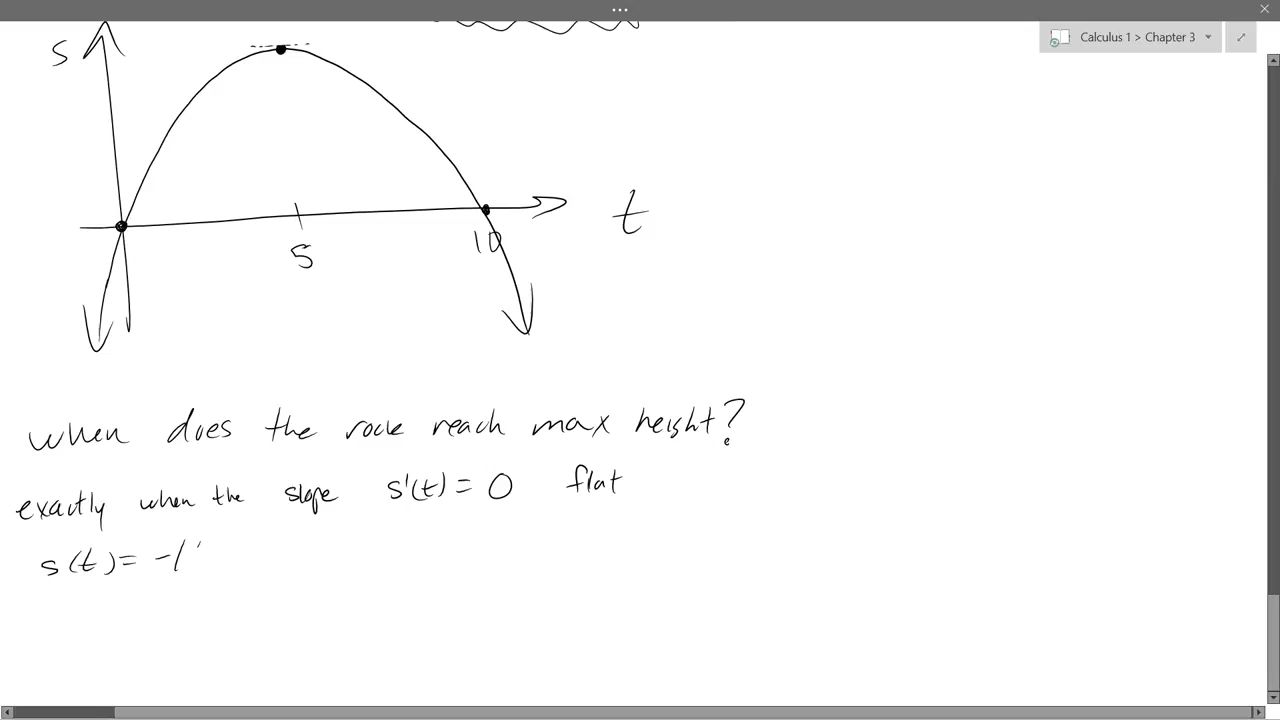 Calculus 1 > Chapter 3
s
t
5
10
when does the rock reach max height?
exactly when the slope s'(t) = 0 flat
s(t) = -1